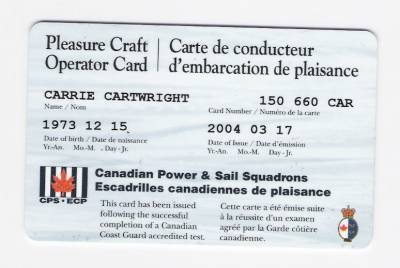 Pleasure Craft
Operator Card
Carte de conducteur
d'embarcation de plaisance
CARRIE CARTWRIGHT
150 660 CAR
Name / Nom
Card Number / Numéro de la carte
1973 12 15
2004 03 17
Date of birth / Date de naissance
Date of Issue / Date d'émission
Yr.-An. Mo.-M. Day-Jr.
Yr.-An. Mo.-M. Day-Jr.
CPS·ECP
Canadian Power & Sail Squadrons
Escadrilles canadiennes de plaisance
This card has been issued
following the successful
completion of a Canadian
Coast Guard accredited test.
Cette carte a été émise suite
à la réussite d'un examen
agréé par la Garde côtière
canadienne.